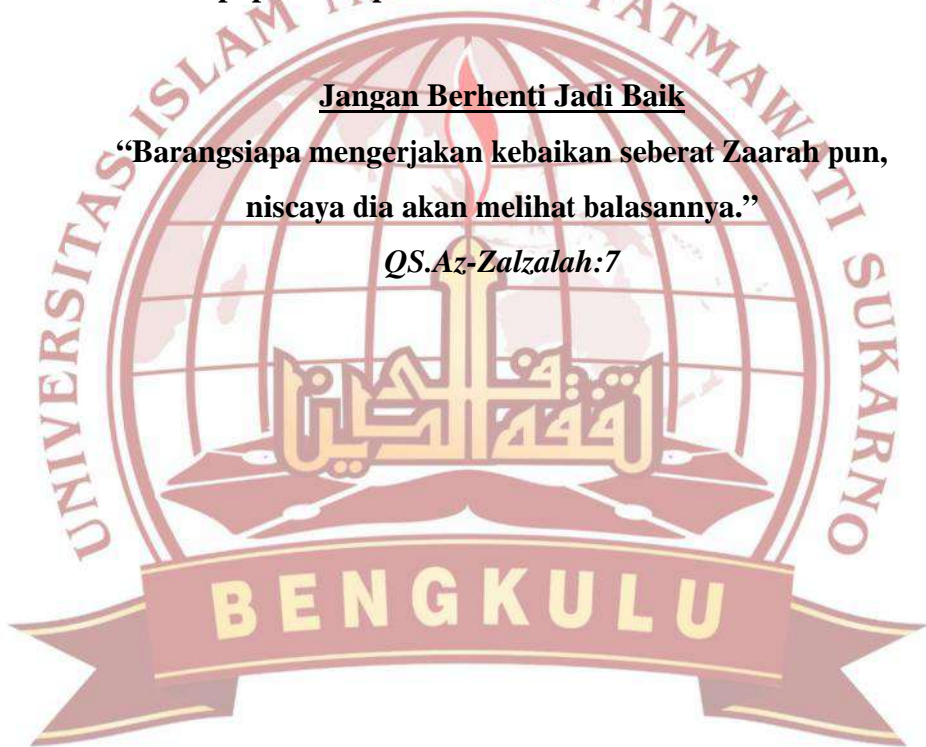 UNIVERSITAS ISLAM FATMAWATI SUKARNO
Jangan Berhenti Jadi Baik
“Barangsiapa mengerjakan kebaikan seberat Zaarah pun,
niscaya dia akan melihat balasannya.”
QS.Az-Zalzalah:7
BENGKULU